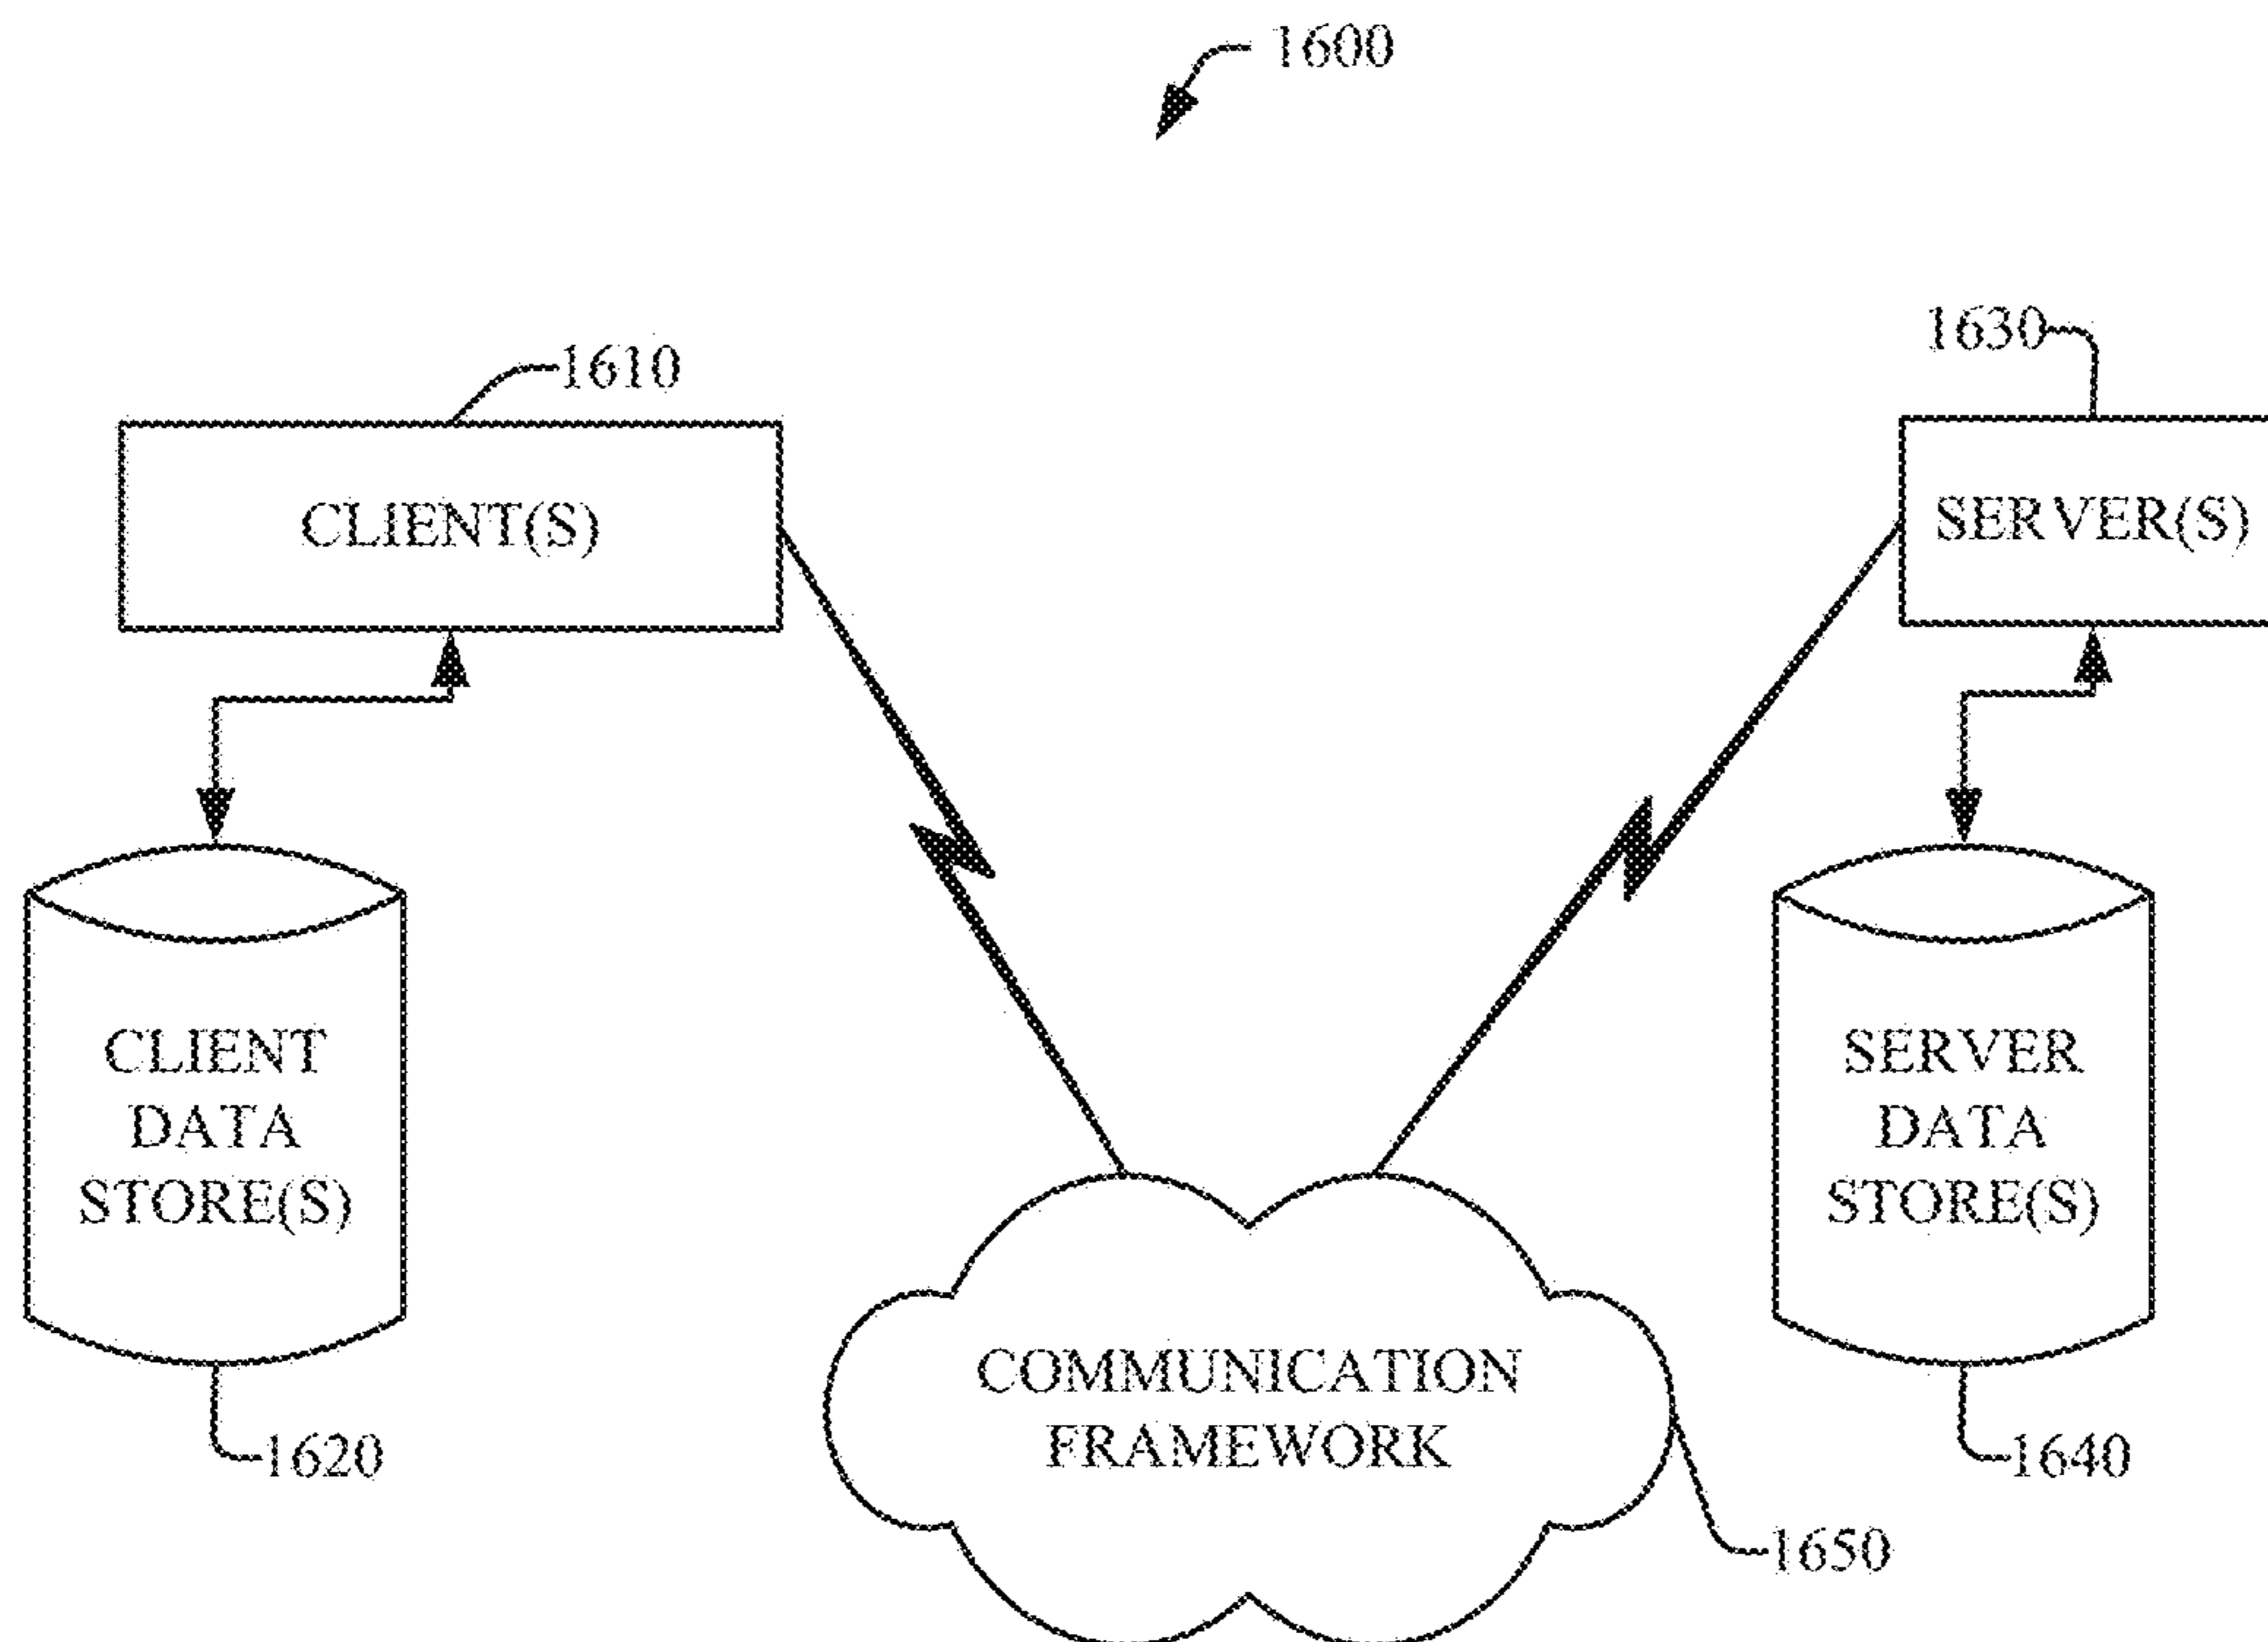 1600
1610
1630
CLIENT(S)
SERVER(S)
CLIENT
DATA
STORE(S)
SERVER
DATA
STORE(S)
COMMUNICATION
FRAMEWORK
1620
1640
1650